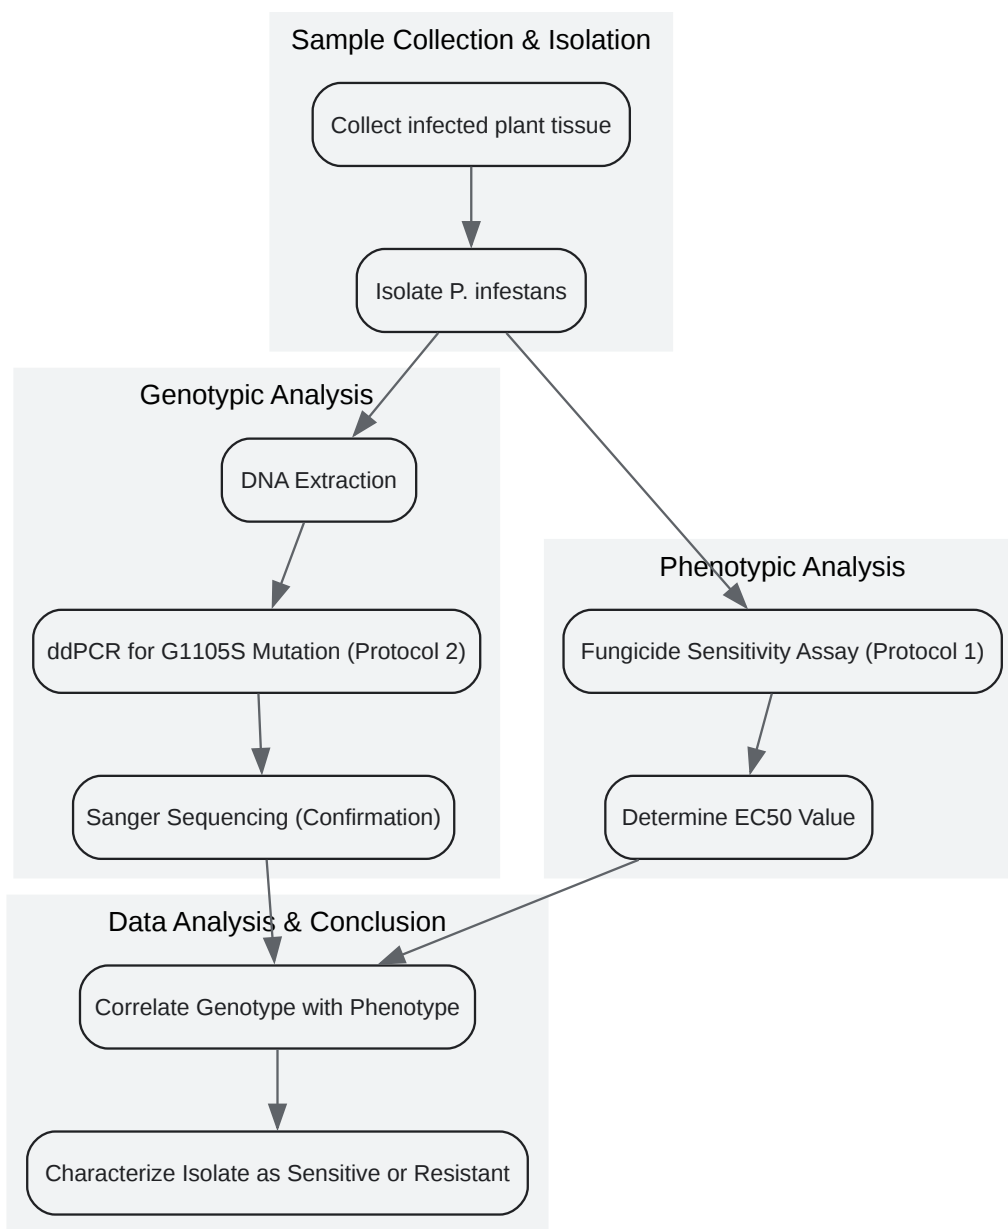 Sample Collection & Isolation
Collect infected plant tissue
Isolate P. infestans
Genotypic Analysis
DNA Extraction
ddPCR for G1105S Mutation (Protocol 2)
Sanger Sequencing (Confirmation)
Phenotypic Analysis
Fungicide Sensitivity Assay (Protocol 1)
Determine EC50 Value
Data Analysis & Conclusion
Correlate Genotype with Phenotype
Characterize Isolate as Sensitive or Resistant